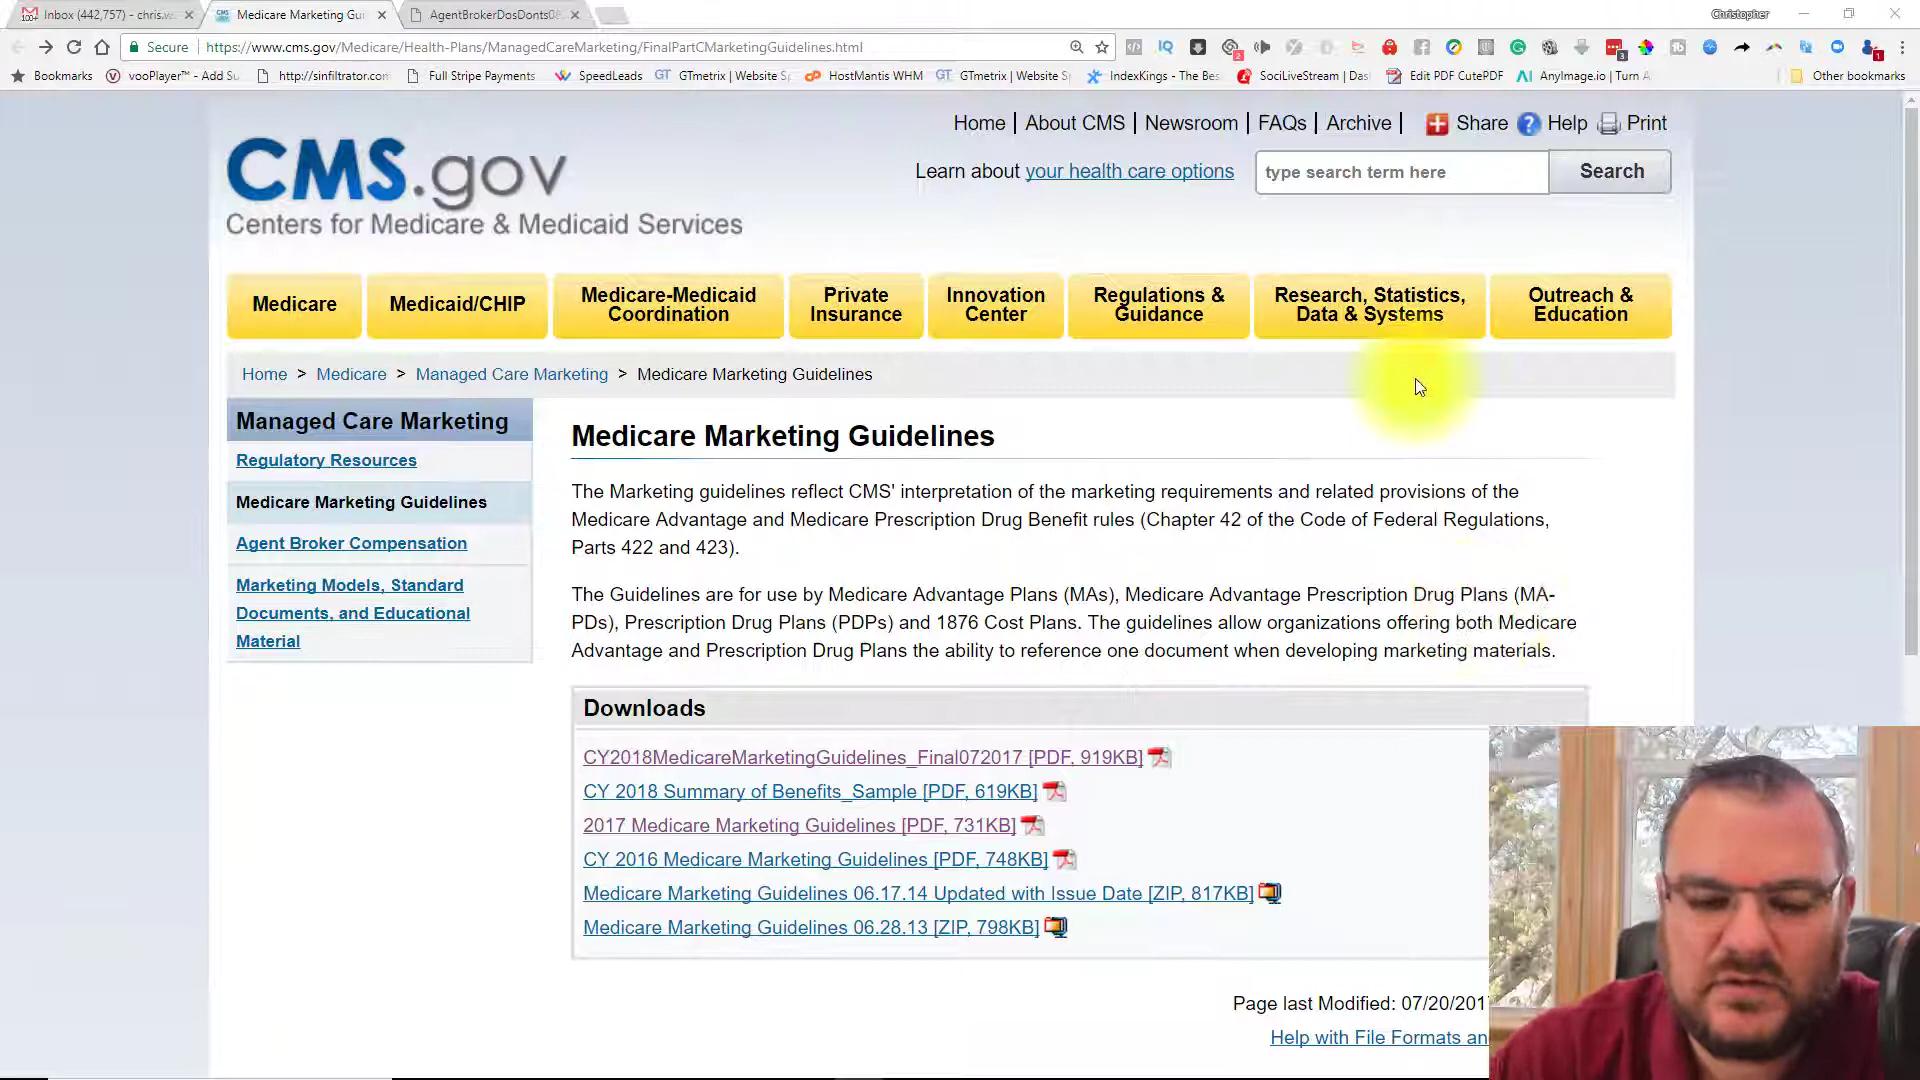 Inbox (442,757) - chris.w
Medicare Marketing Gui
AgentBrokerDosDonts08
Christopher
Secure
https://www.cms.gov/Medicare/Health-Plans/ManagedCareMarketing/FinalPartCMarketingGuidelines.html
Bookmarks
vooPlayer™ - Add Su
http://sinfiltrator.com
Full Stripe Payments
SpeedLeads
GTmetrix | Website S
HostMantis WHM
GTmetrix | Website Sp
IndexKings - The Bes
SociLiveStream | Dash
Edit PDF CutePDF
AnyImage.io | Turn A
Other bookmarks
Home | About CMS | Newsroom | FAQs | Archive | Share Help Print
CMS.gov
Centers for Medicare & Medicaid Services
Learn about your health care options
type search term here
Search
Medicare
Medicaid/CHIP
Medicare-Medicaid
Coordination
Private
Insurance
Innovation
Center
Regulations &
Guidance
Research, Statistics,
Data & Systems
Outreach &
Education
Home > Medicare > Managed Care Marketing > Medicare Marketing Guidelines
Managed Care Marketing
Regulatory Resources
Medicare Marketing Guidelines
Agent Broker Compensation
Marketing Models, Standard
Documents, and Educational
Material
Medicare Marketing Guidelines
The Marketing guidelines reflect CMS' interpretation of the marketing requirements and related provisions of the
Medicare Advantage and Medicare Prescription Drug Benefit rules (Chapter 42 of the Code of Federal Regulations,
Parts 422 and 423).
The Guidelines are for use by Medicare Advantage Plans (MAs), Medicare Advantage Prescription Drug Plans (MA-
PDs), Prescription Drug Plans (PDPs) and 1876 Cost Plans. The guidelines allow organizations offering both Medicare
Advantage and Prescription Drug Plans the ability to reference one document when developing marketing materials.
Downloads
CY2018MedicareMarketingGuidelines_Final072017 [PDF, 919KB]
CY 2018 Summary of Benefits_Sample [PDF, 619KB]
2017 Medicare Marketing Guidelines [PDF, 731KB]
CY 2016 Medicare Marketing Guidelines [PDF, 748KB]
Medicare Marketing Guidelines 06.17.14 Updated with Issue Date [ZIP, 817KB]
Medicare Marketing Guidelines 06.28.13 [ZIP, 798KB]
Page last Modified: 07/20/201
Help with File Formats an